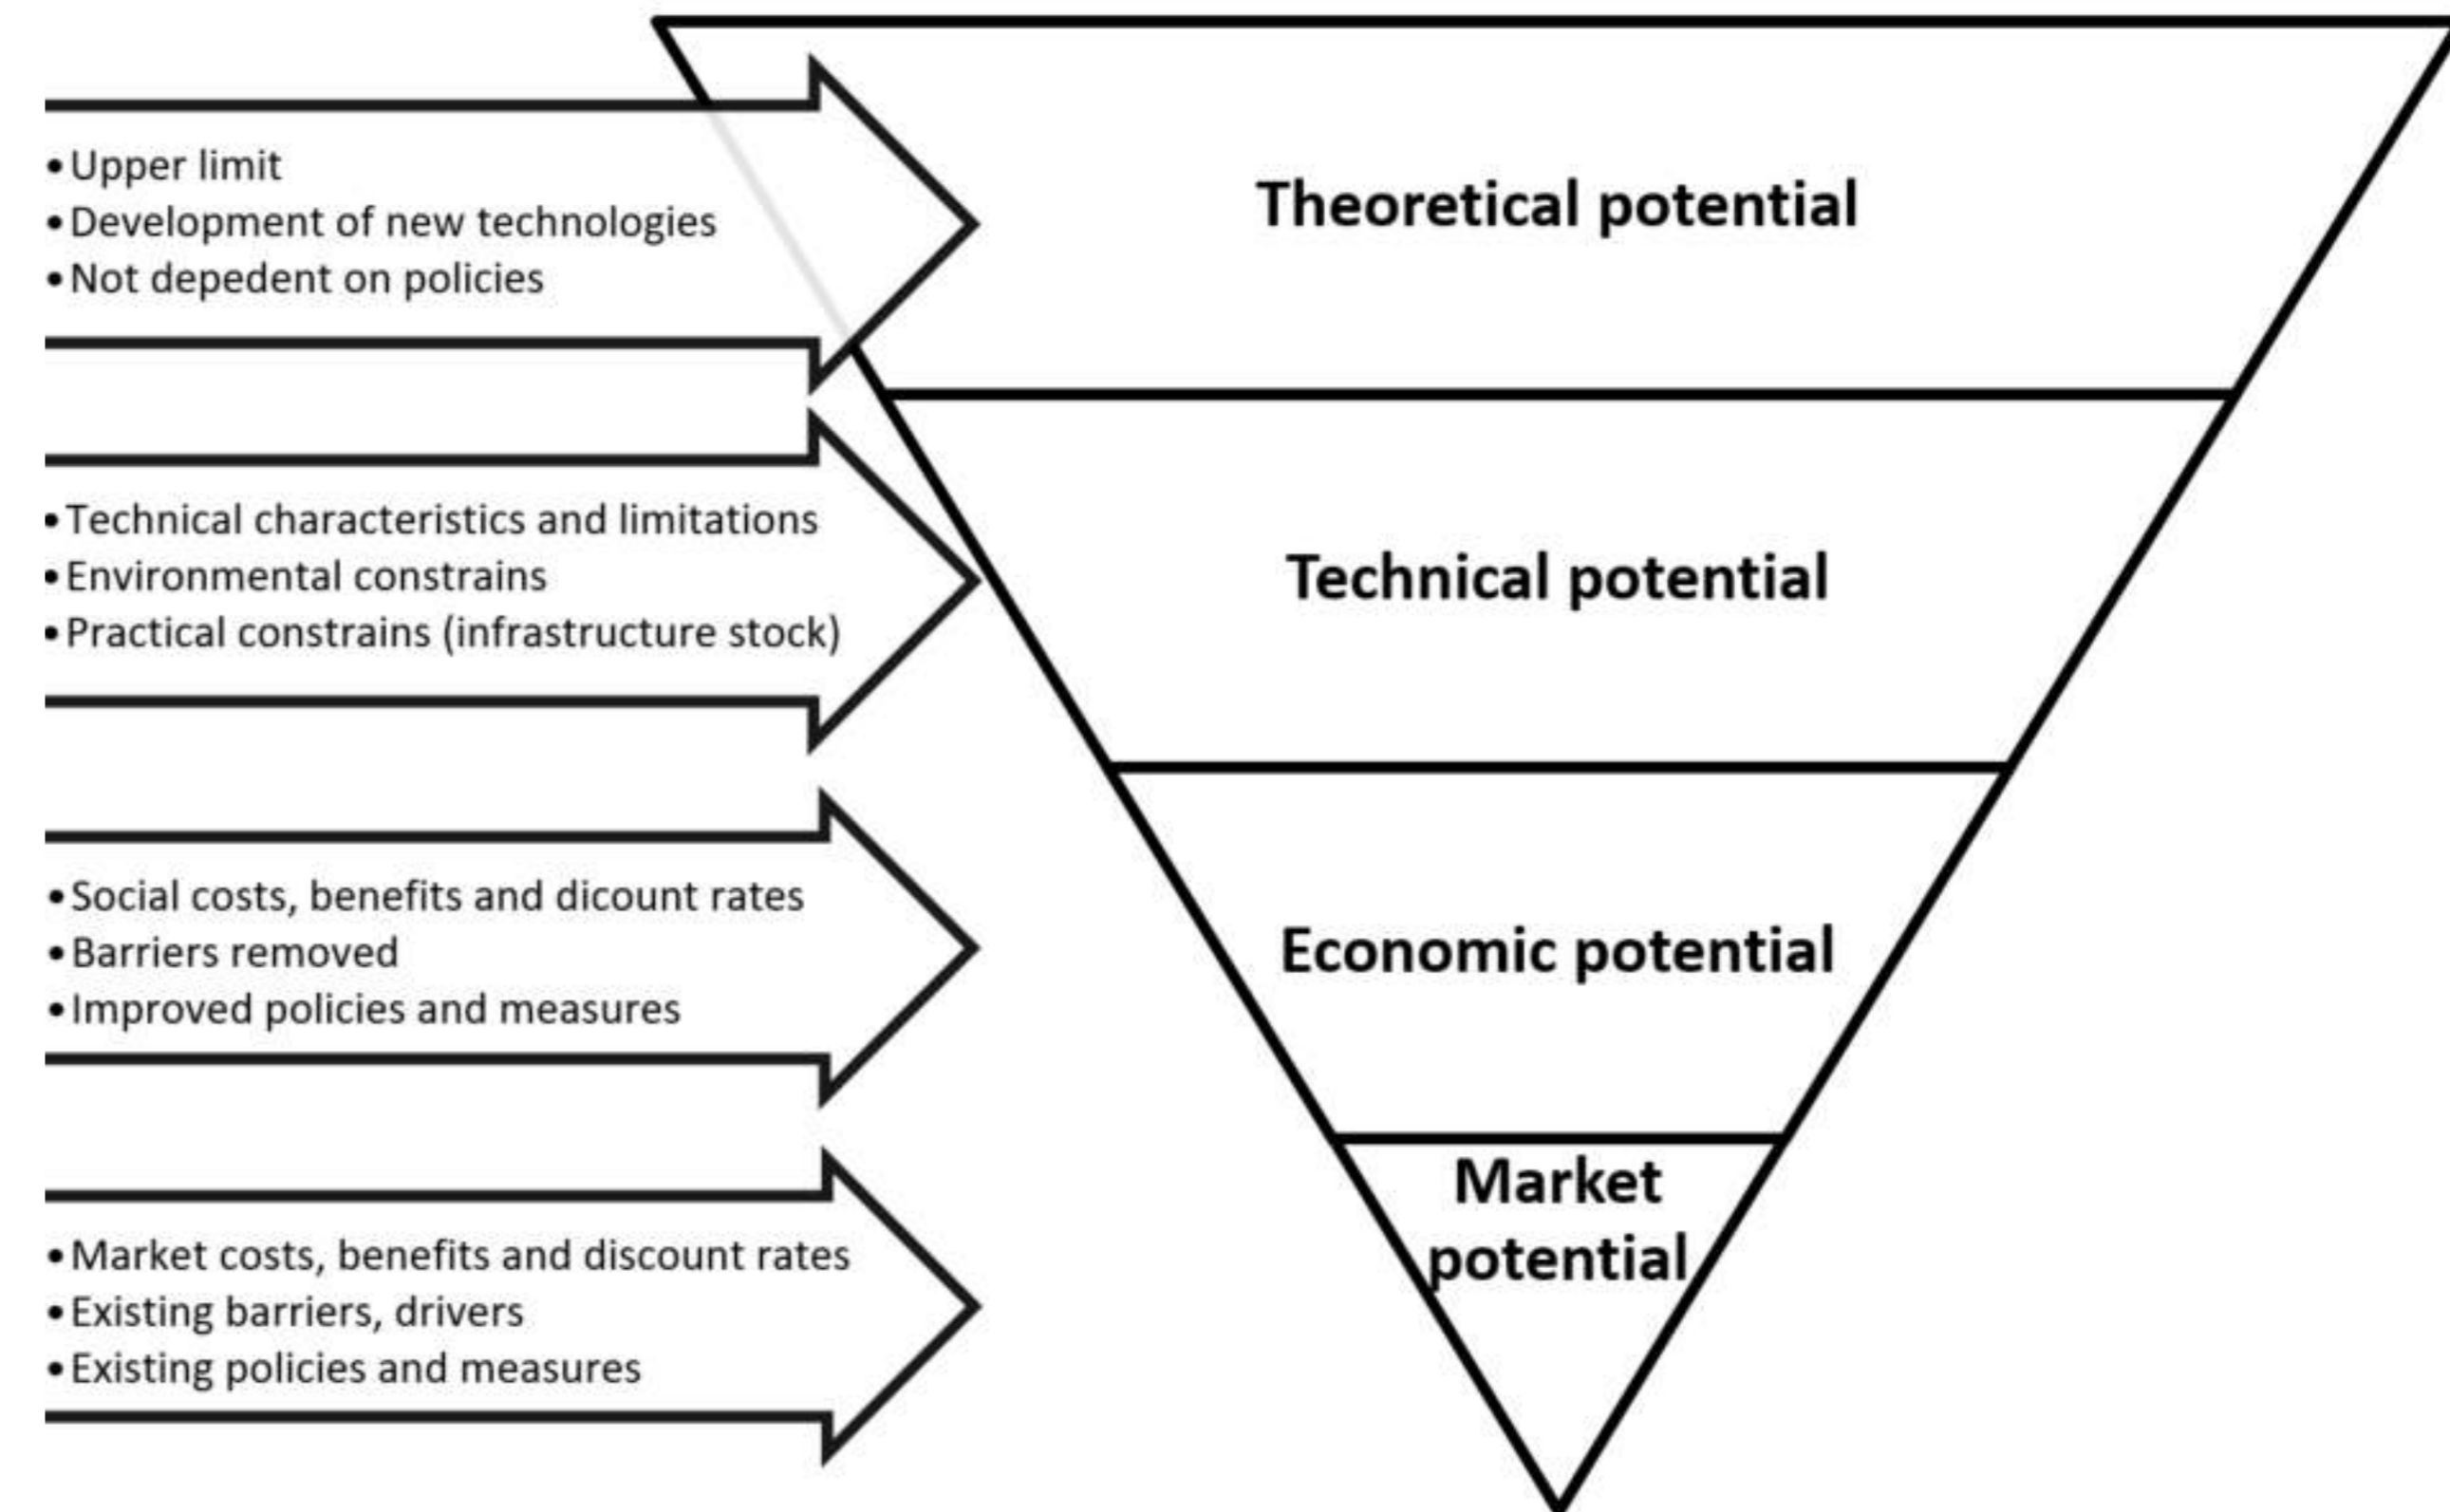 • Upper limit
• Development of new technologies
• Not depedent on policies
Theoretical potential
• Technical characteristics and limitations
• Environmental constrains
• Practical constrains (infrastructure stock)
Technical potential
• Social costs, benefits and dicount rates
• Barriers removed
• Improved policies and measures
Economic potential
• Market costs, benefits and discount rates
• Existing barriers, drivers
• Existing policies and measures
Market
potential